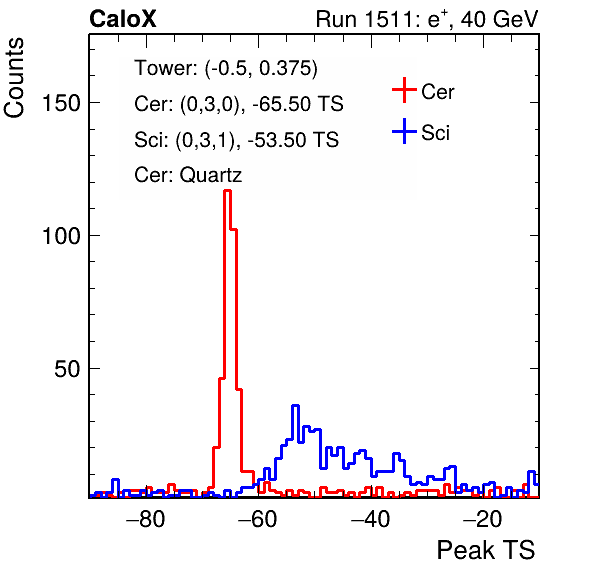 CaloX Run 1511: e⁺, 40 GeV
Counts
Tower: (-0.5, 0.375)
Cer: (0,3,0), -65.50 TS
Sci: (0,3,1), -53.50 TS
Cer: Quartz
Cer
Sci
150
100
50
−80 −60 −40 −20
Peak TS